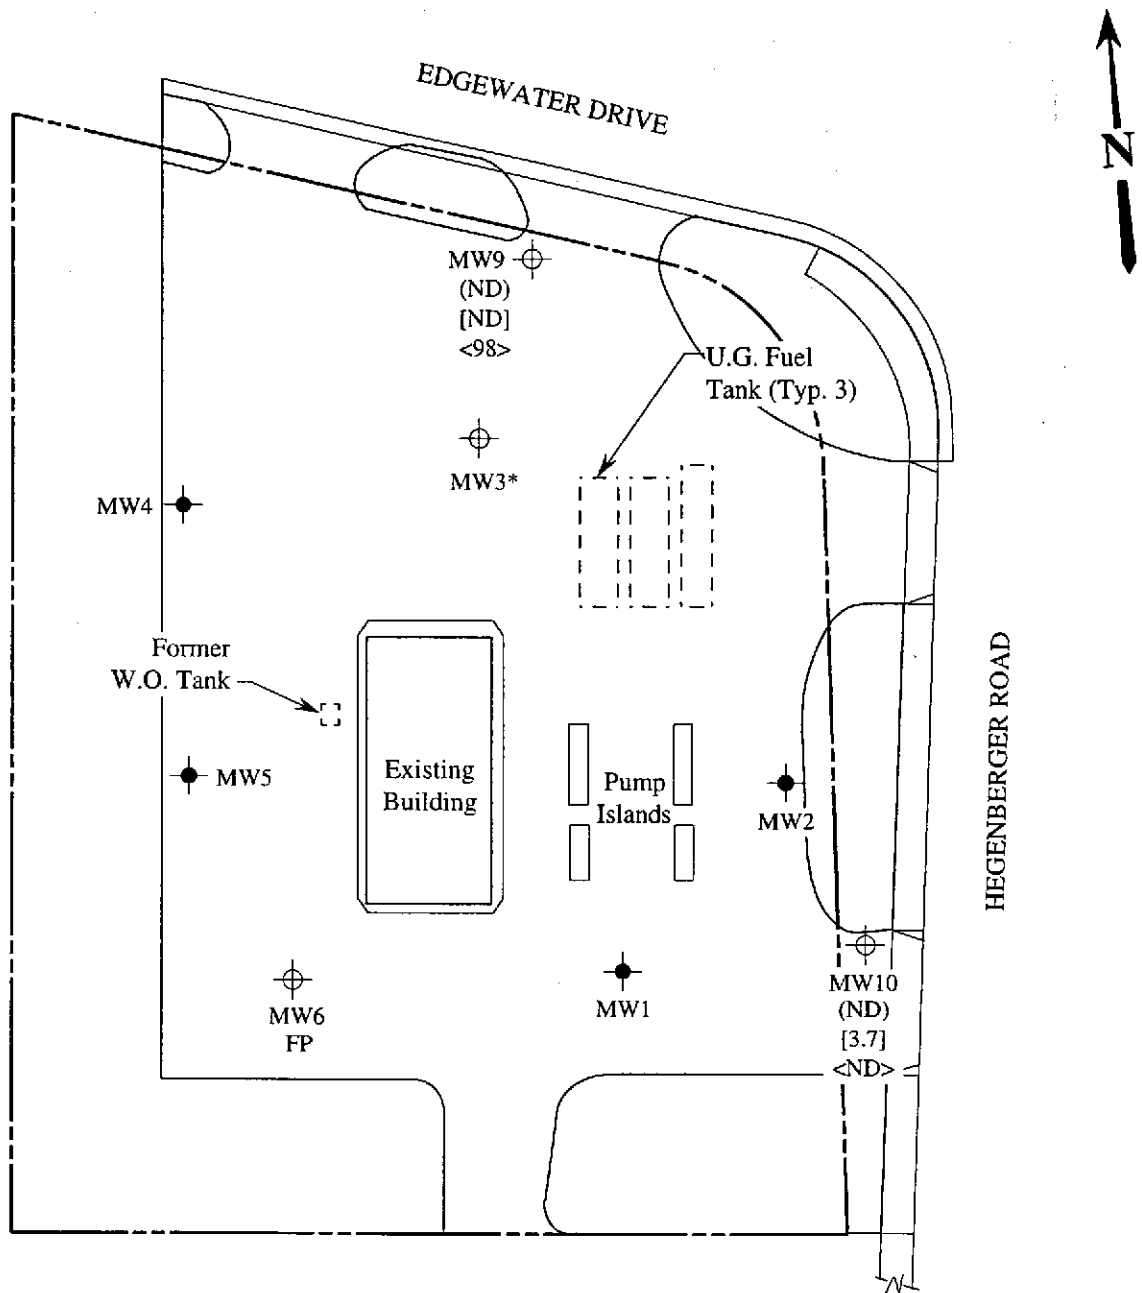 EDGEWATER DRIVE
N
MW9
(ND)
[ND]
<98>
U.G. Fuel
Tank (Typ. 3)
MW3*
MW4
Former
W.O. Tank
HEGENBERGER ROAD
MW5
Existing
Building
Pump
Islands
MW2
MW10
(ND)
[3.7]
<ND>
MW6
FP
MW1
N